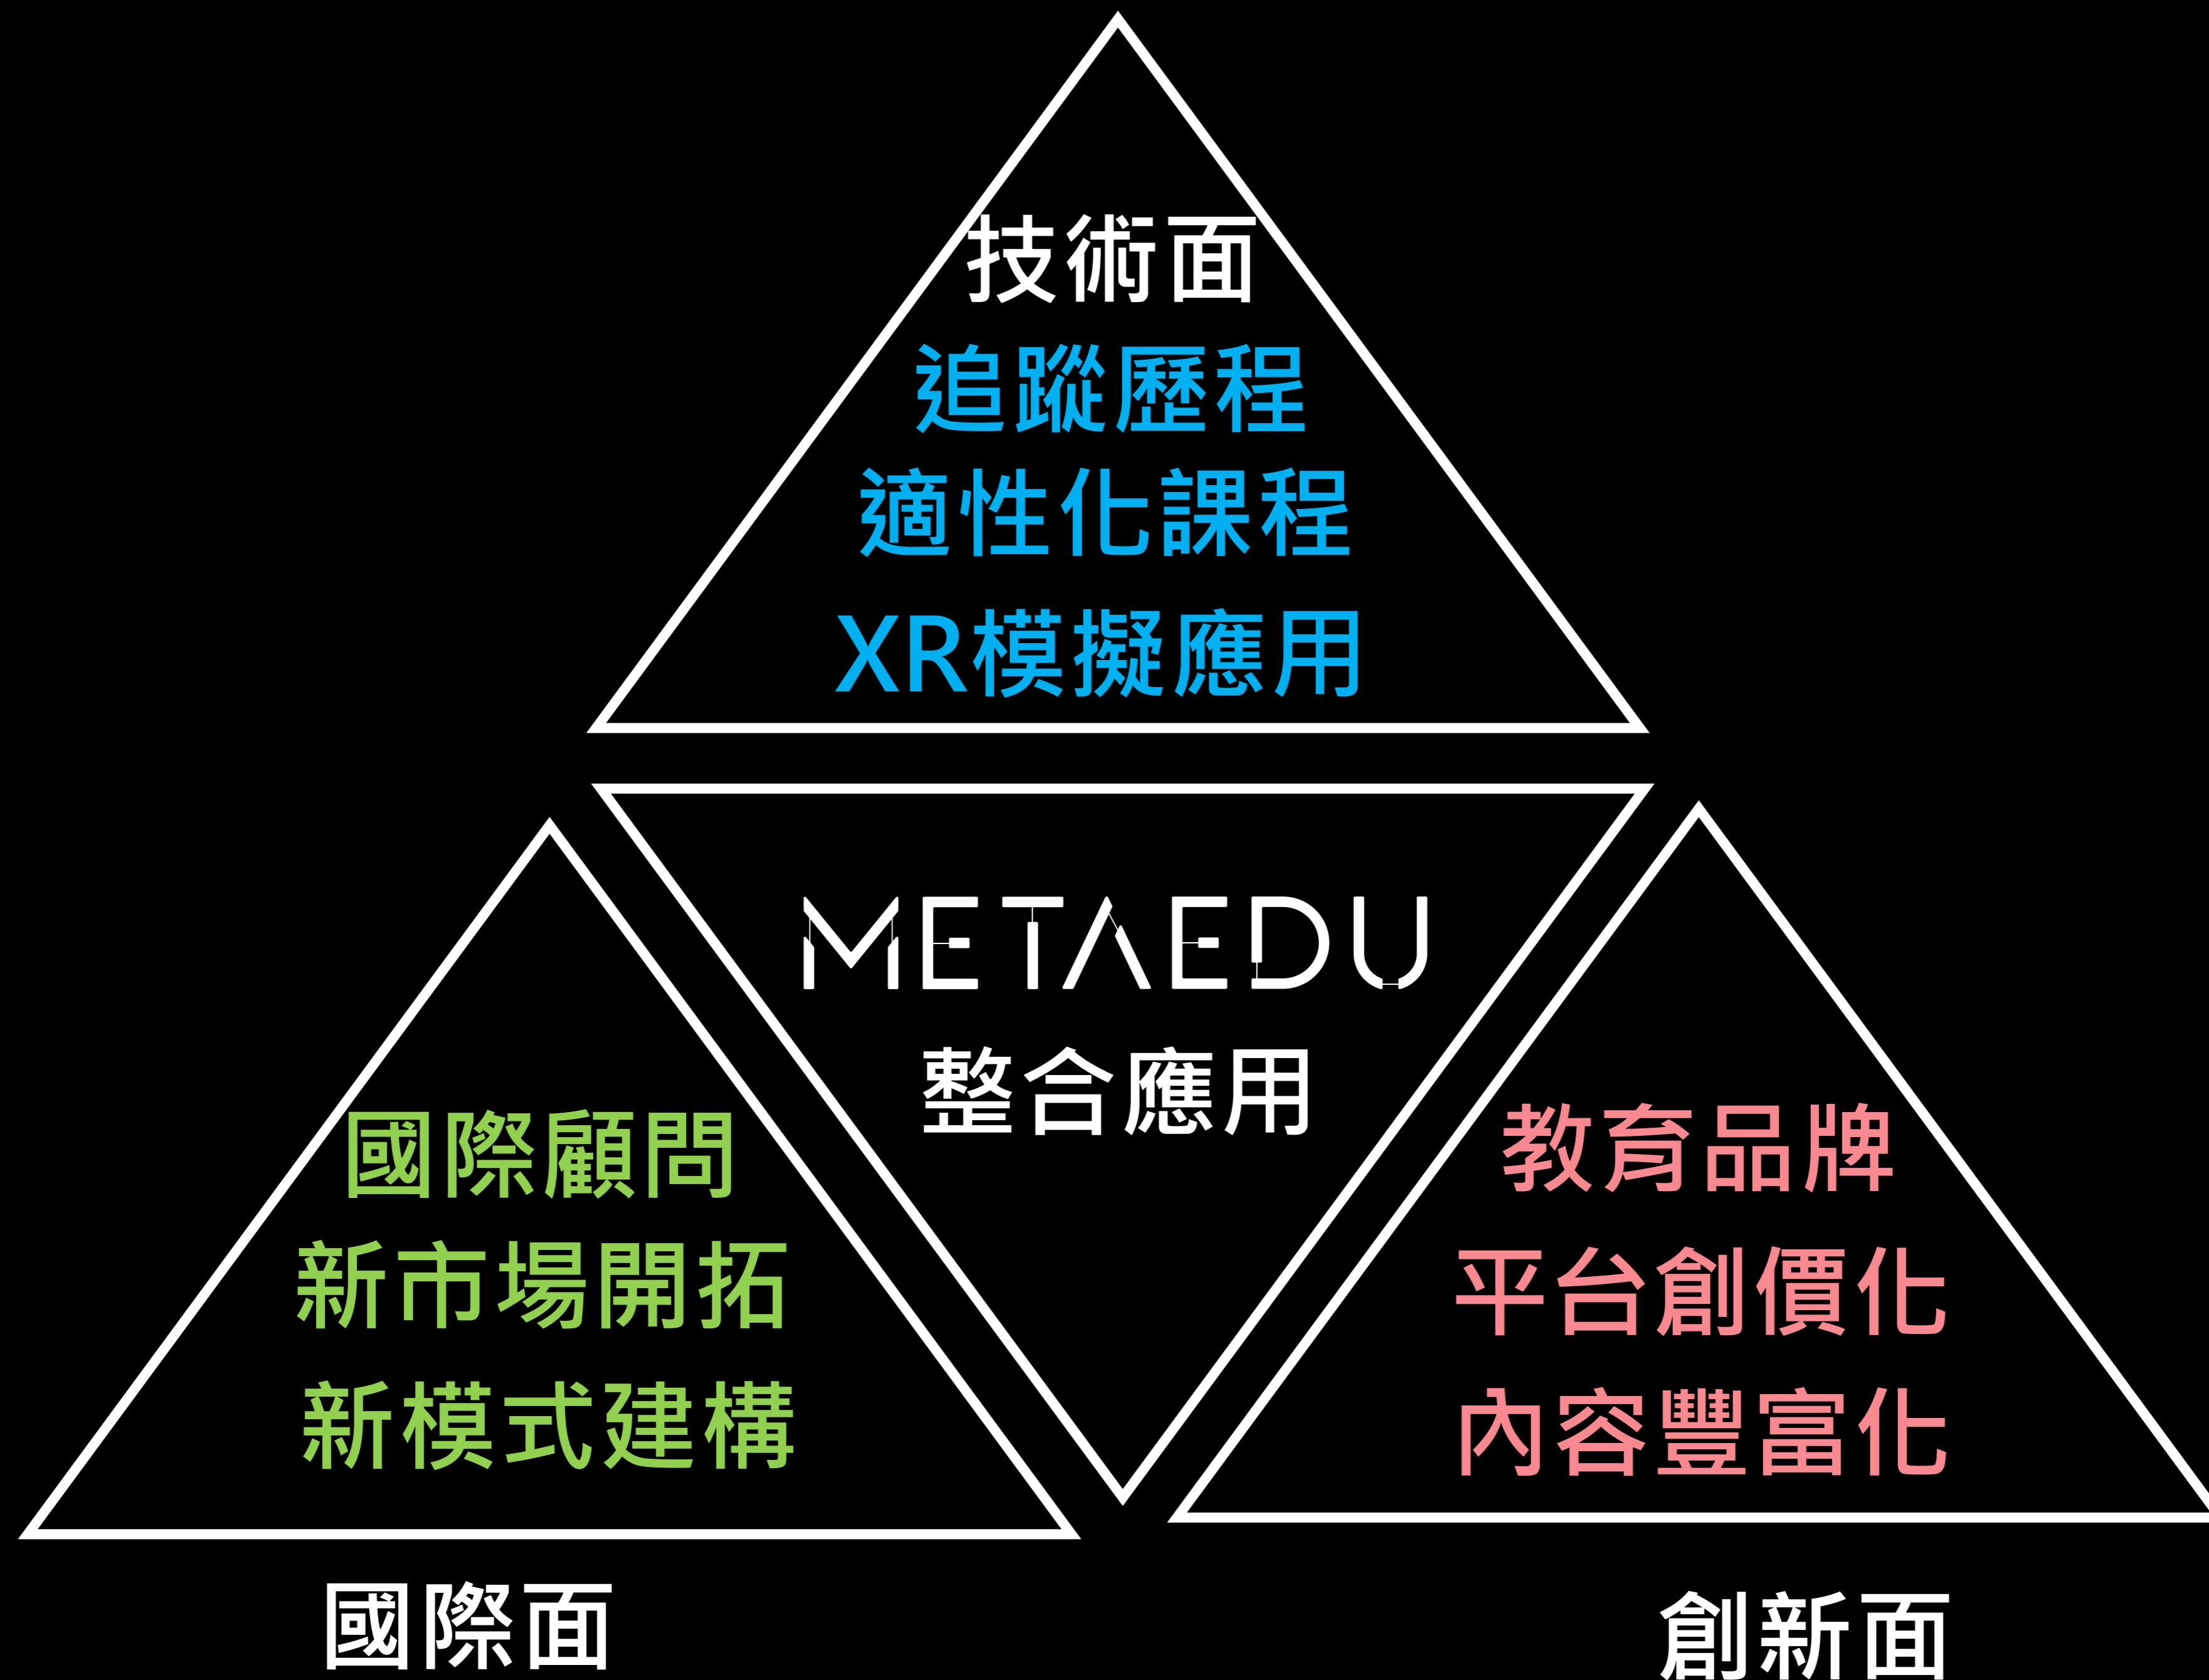 技術面
追蹤歷程
適性化課程
XR模擬應用
METAEDU
整合應用
國際顧問
新市場開拓
新模式建構
國際面
教育品牌
平台創價化
內容豐富化
創新面